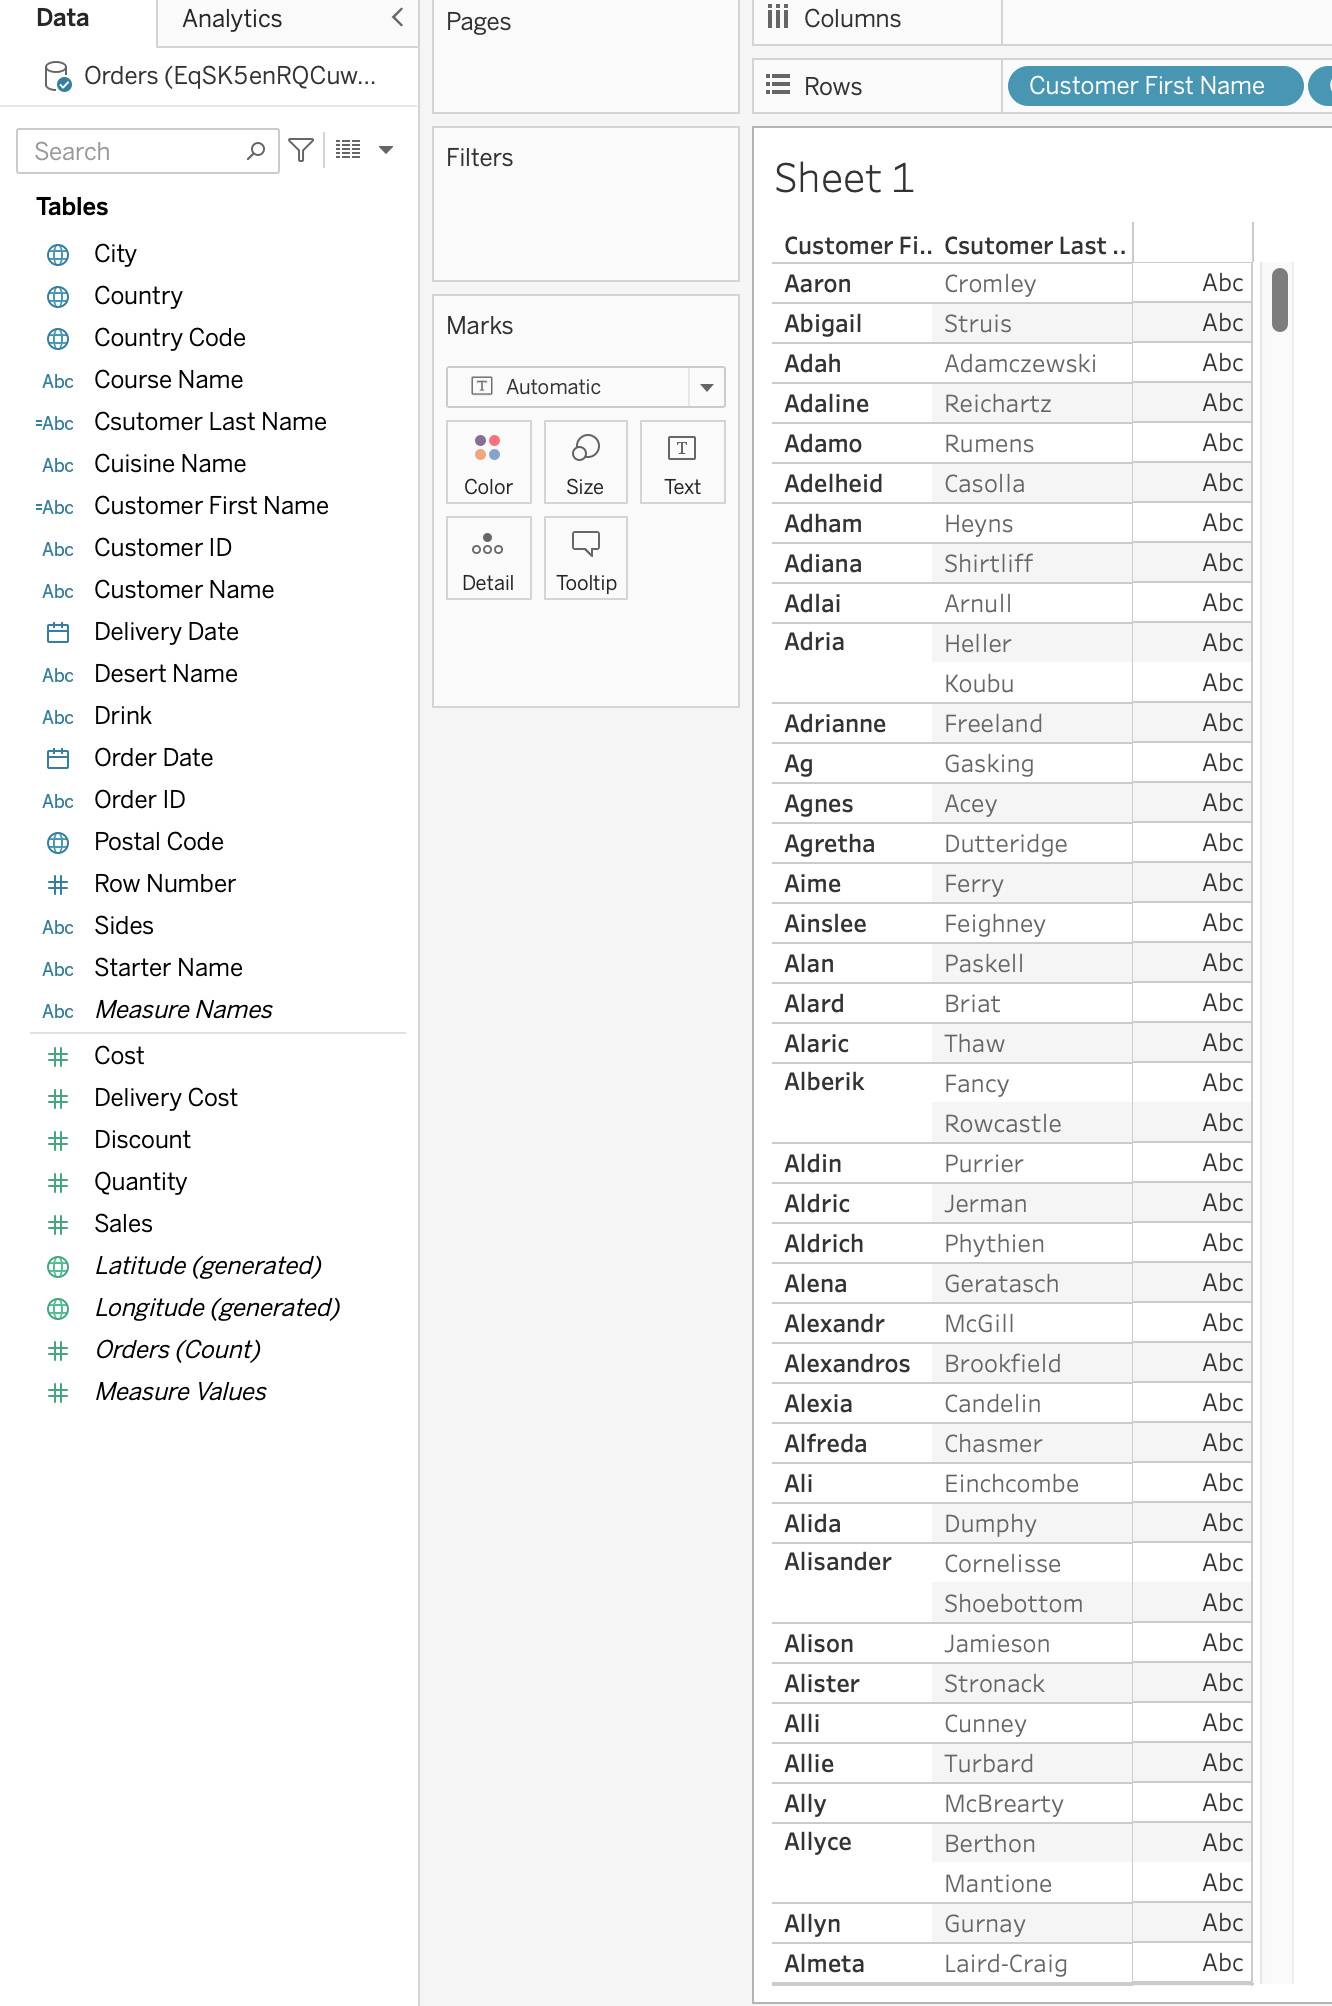 Data
Analytics
Orders (EqSK5enRQCuw...
Search
Tables
City
Country
Country Code
Abc Course Name
=Abc Csutomer Last Name
Abc Cuisine Name
=Abc Customer First Name
Abc Customer ID
Abc Customer Name
Delivery Date
Abc Desert Name
Abc Drink
Order Date
Abc Order ID
Postal Code
# Row Number
Abc Sides
Abc Starter Name
Abc Measure Names
# Cost
# Delivery Cost
# Discount
# Quantity
# Sales
Latitude (generated)
Longitude (generated)
# Orders (Count)
# Measure Values
Pages
Filters
Marks
T Automatic
Color
Size
T Text
Detail
Tooltip
Columns
Rows
Customer First Name
Sheet 1
Customer Fi.. Csutomer Last ..
Aaron Cromley Abc
Abigail Struis Abc
Adah Adamczewski Abc
Adaline Reichartz Abc
Adamo Rumens Abc
Adelheid Casolla Abc
Adham Heyns Abc
Adiana Shirtliff Abc
Adlai Arnull Abc
Adria Heller Abc
Koubu Abc
Adrianne Freeland Abc
Ag Gasking Abc
Agnes Acey Abc
Agretha Dutteridge Abc
Aime Ferry Abc
Ainslee Feighney Abc
Alan Paskell Abc
Alard Briat Abc
Alaric Thaw Abc
Alberik Fancy Abc
Rowcastle Abc
Aldin Purrier Abc
Aldric Jerman Abc
Aldrich Phythien Abc
Alena Geratasch Abc
Alexandr McGill Abc
Alexandros Brookfield Abc
Alexia Candelin Abc
Alfreda Chasmer Abc
Ali Einchcombe Abc
Alida Dumphy Abc
Alisander Cornelisse Abc
Shoebottom Abc
Alison Jamieson Abc
Alister Stronack Abc
Alli Cunney Abc
Allie Turbard Abc
Ally McBrearty Abc
Allyce Berthon Abc
Mantione Abc
Allyn Gurnay Abc
Almeta Laird-Craig Abc